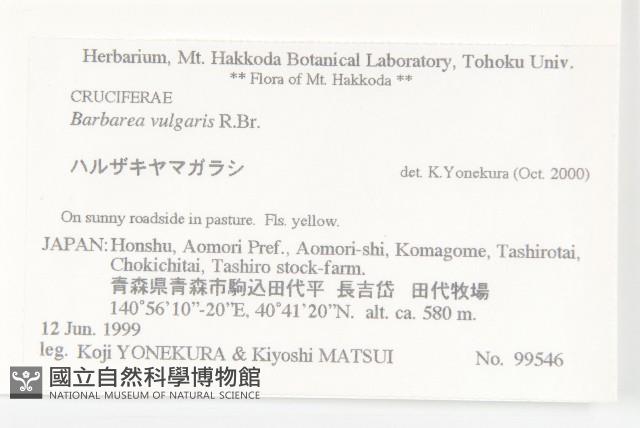 Herbarium, Mt. Hakkoda Botanical Laboratory, Tohoku Univ.
** Flora of Mt. Hakkoda **
CRUCIFERAE
Barbarea vulgaris R.Br.
ハルザキヤマガラシ det. K.Yonekura (Oct. 2000)
On sunny roadside in pasture. Fls. yellow.
JAPAN: Honshu, Aomori Pref., Aomori-shi, Komagome, Tashirotai,
Chokichitai, Tashiro stock-farm.
青森県青森市駒込田代平 長吉岱 田代牧場
140°56'10”-20”E, 40°41'20”N. alt. ca. 580 m.
12 Jun. 1999
leg. Koji YONEKURA & Kiyoshi MATSUI No. 99546
國立自然科學博物館
NATIONAL MUSEUM OF NATURAL SCIENCE